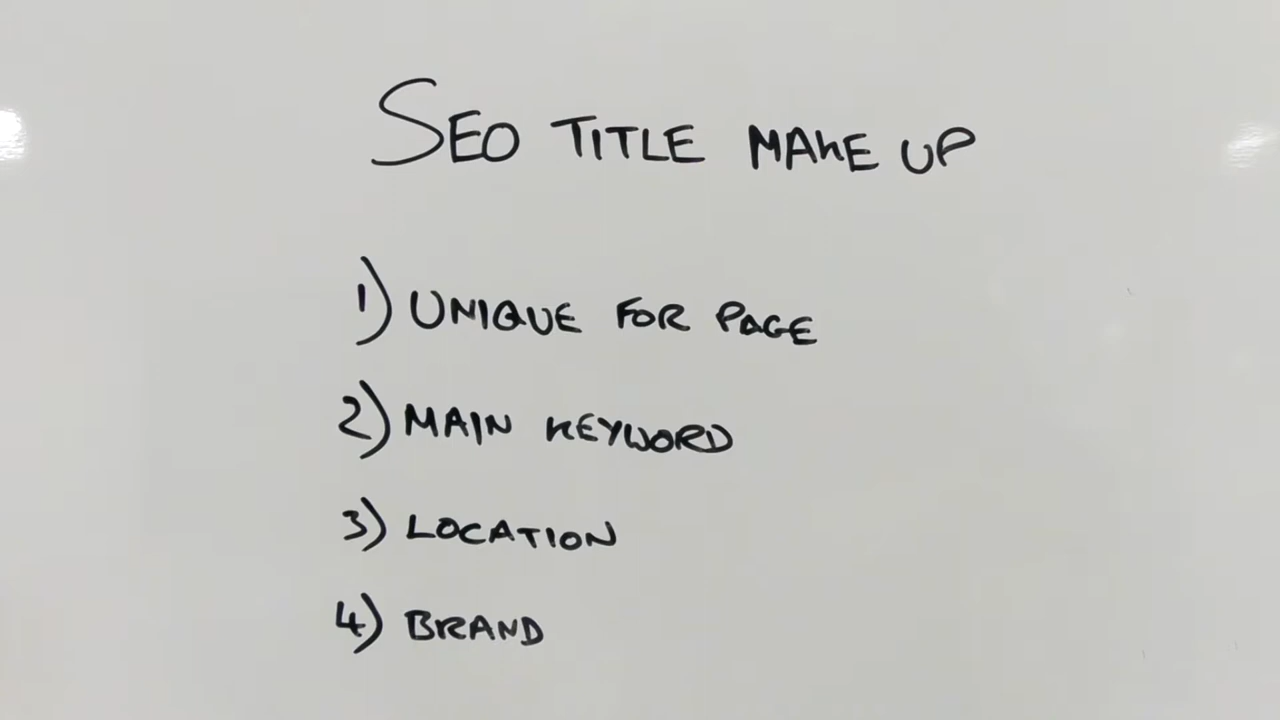 SEO TITLE MAKE UP
1) UNIQUE FOR PAGE
2) MAIN KEYWORD
3) LOCATION
4) BRAND